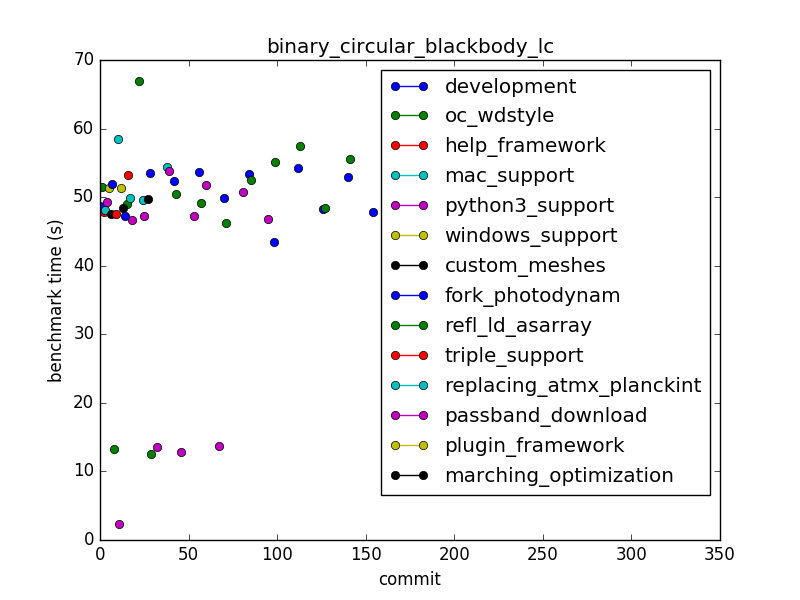 binary_circular_blackbody_lc
70
60
50
40
30
20
10
0
benchmark time (s)
development
oc_wdstyle
help_framework
mac_support
python3_support
windows_support
custom_meshes
fork_photodynam
refl_ld_asarray
triple_support
replacing_atmx_planckint
passband_download
plugin_framework
marching_optimization
0 50 100 150 200 250 300 350
commit